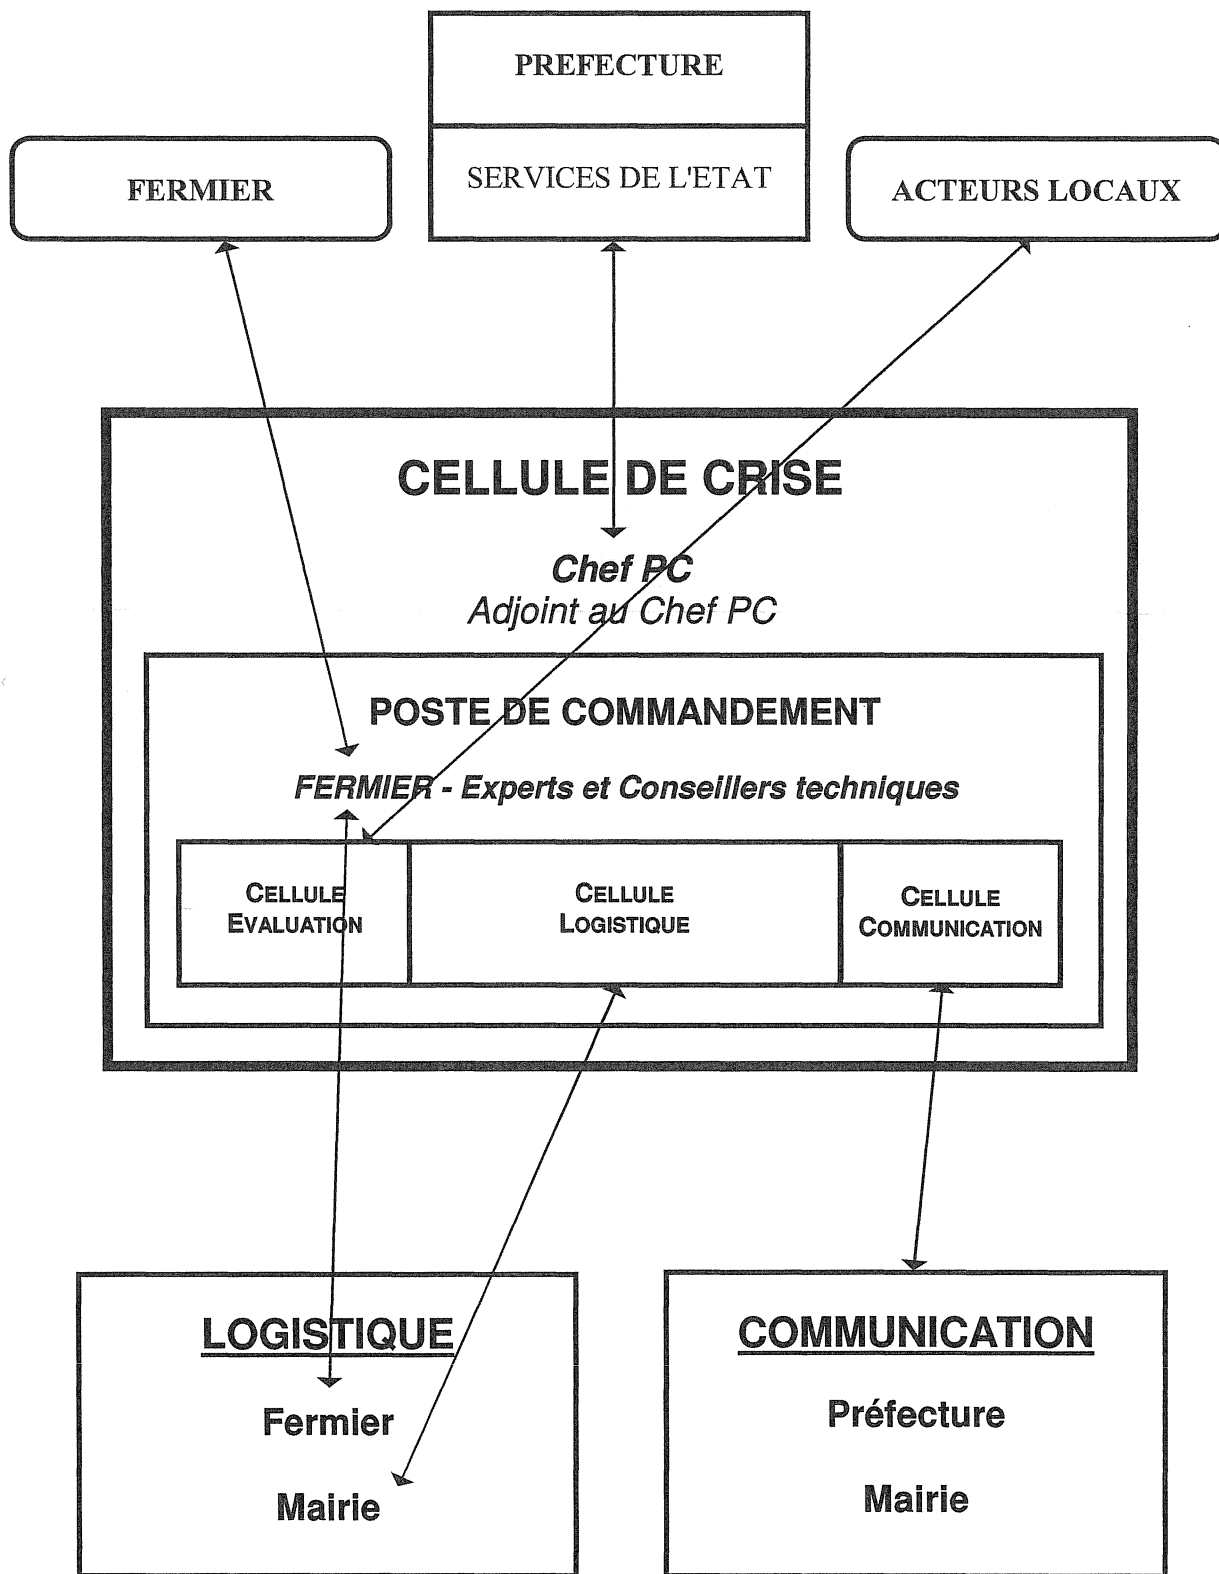 PREFECTURE
SERVICES DE L'ETAT
FERMIER
ACTEURS LOCAUX
CELLULE DE CRISE
Chef PC
Adjoint au Chef PC
POSTE DE COMMANDEMENT
FERMIER - Experts et Conseillers techniques
CELLULE
EVALUATION
CELLULE
LOGISTIQUE
CELLULE
COMMUNICATION
LOGISTIQUE
Fermier
Mairie
COMMUNICATION
Préfecture
Mairie